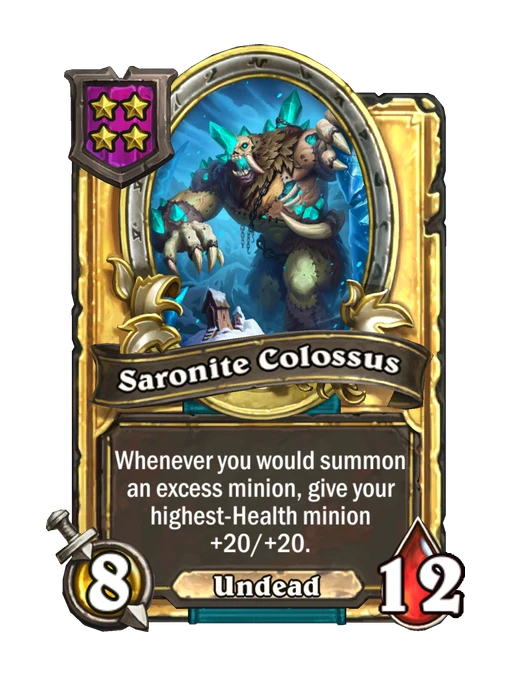 Saronite Colossus
Whenever you would summon
an excess minion, give your
highest-Health minion
+20/+20.
8
Undead
12